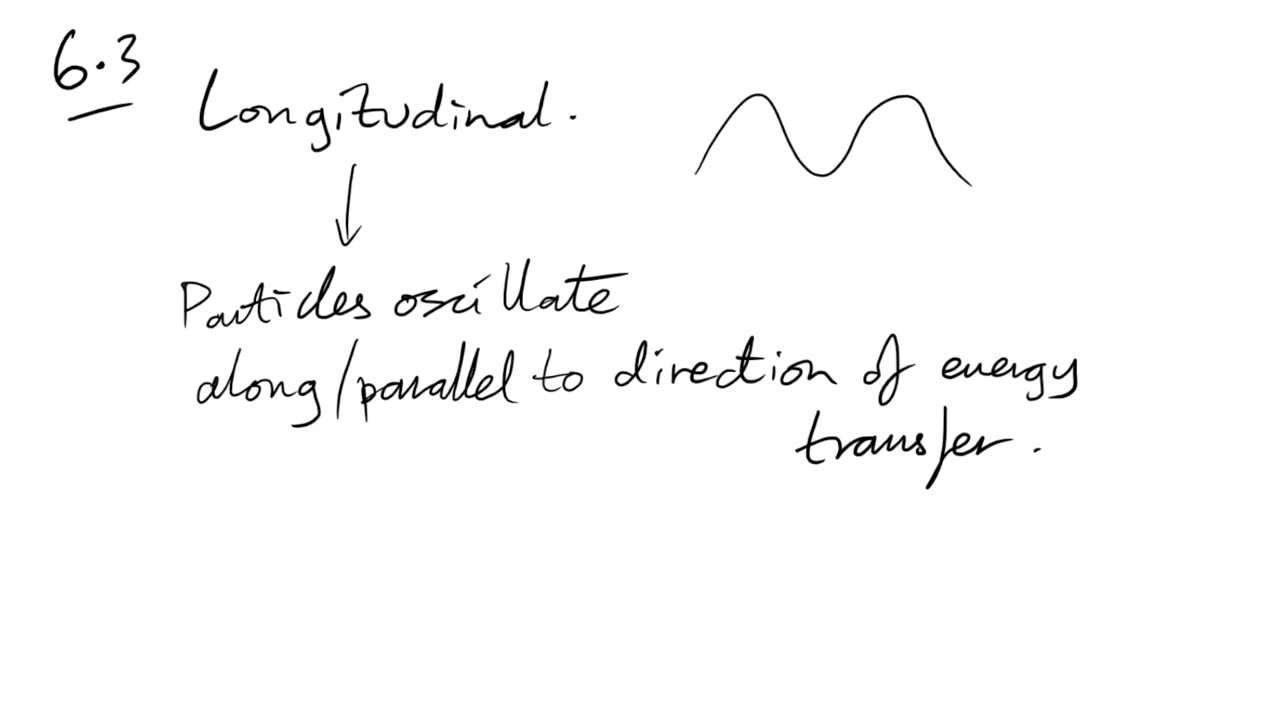 6.3
Longitudinal.
Particles oscillate
along/parallel to direction of energy
transfer.